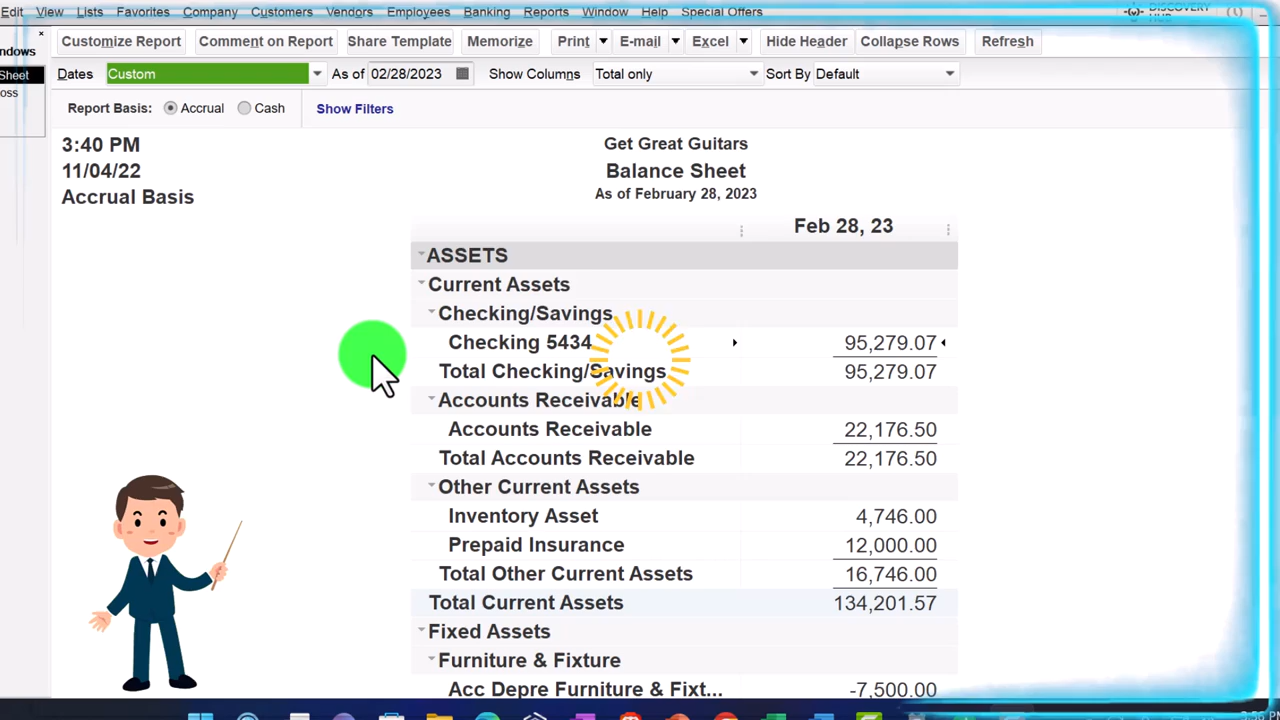 Edit View Lists Favorites Company Customers Vendors Employees Banking Reports Window Help Special Offers
Customize Report Comment on Report Share Template Memorize Print E-mail Excel Hide Header Collapse Rows Refresh
Dates Custom As of 02/28/2023 Show Columns Total only Sort By Default
Report Basis: Accrual Cash Show Filters
3:40 PM Get Great Guitars
11/04/22 Balance Sheet
Accrual Basis As of February 28, 2023
Feb 28, 23
ASSETS
Current Assets
Checking/Savings
Checking 5434 95,279.07
Total Checking/Savings 95,279.07
Accounts Receivable
Accounts Receivable 22,176.50
Total Accounts Receivable 22,176.50
Other Current Assets
Inventory Asset 4,746.00
Prepaid Insurance 12,000.00
Total Other Current Assets 16,746.00
Total Current Assets 134,201.57
Fixed Assets
Furniture & Fixture
Acc Depre Furniture & Fixt... -7,500.00